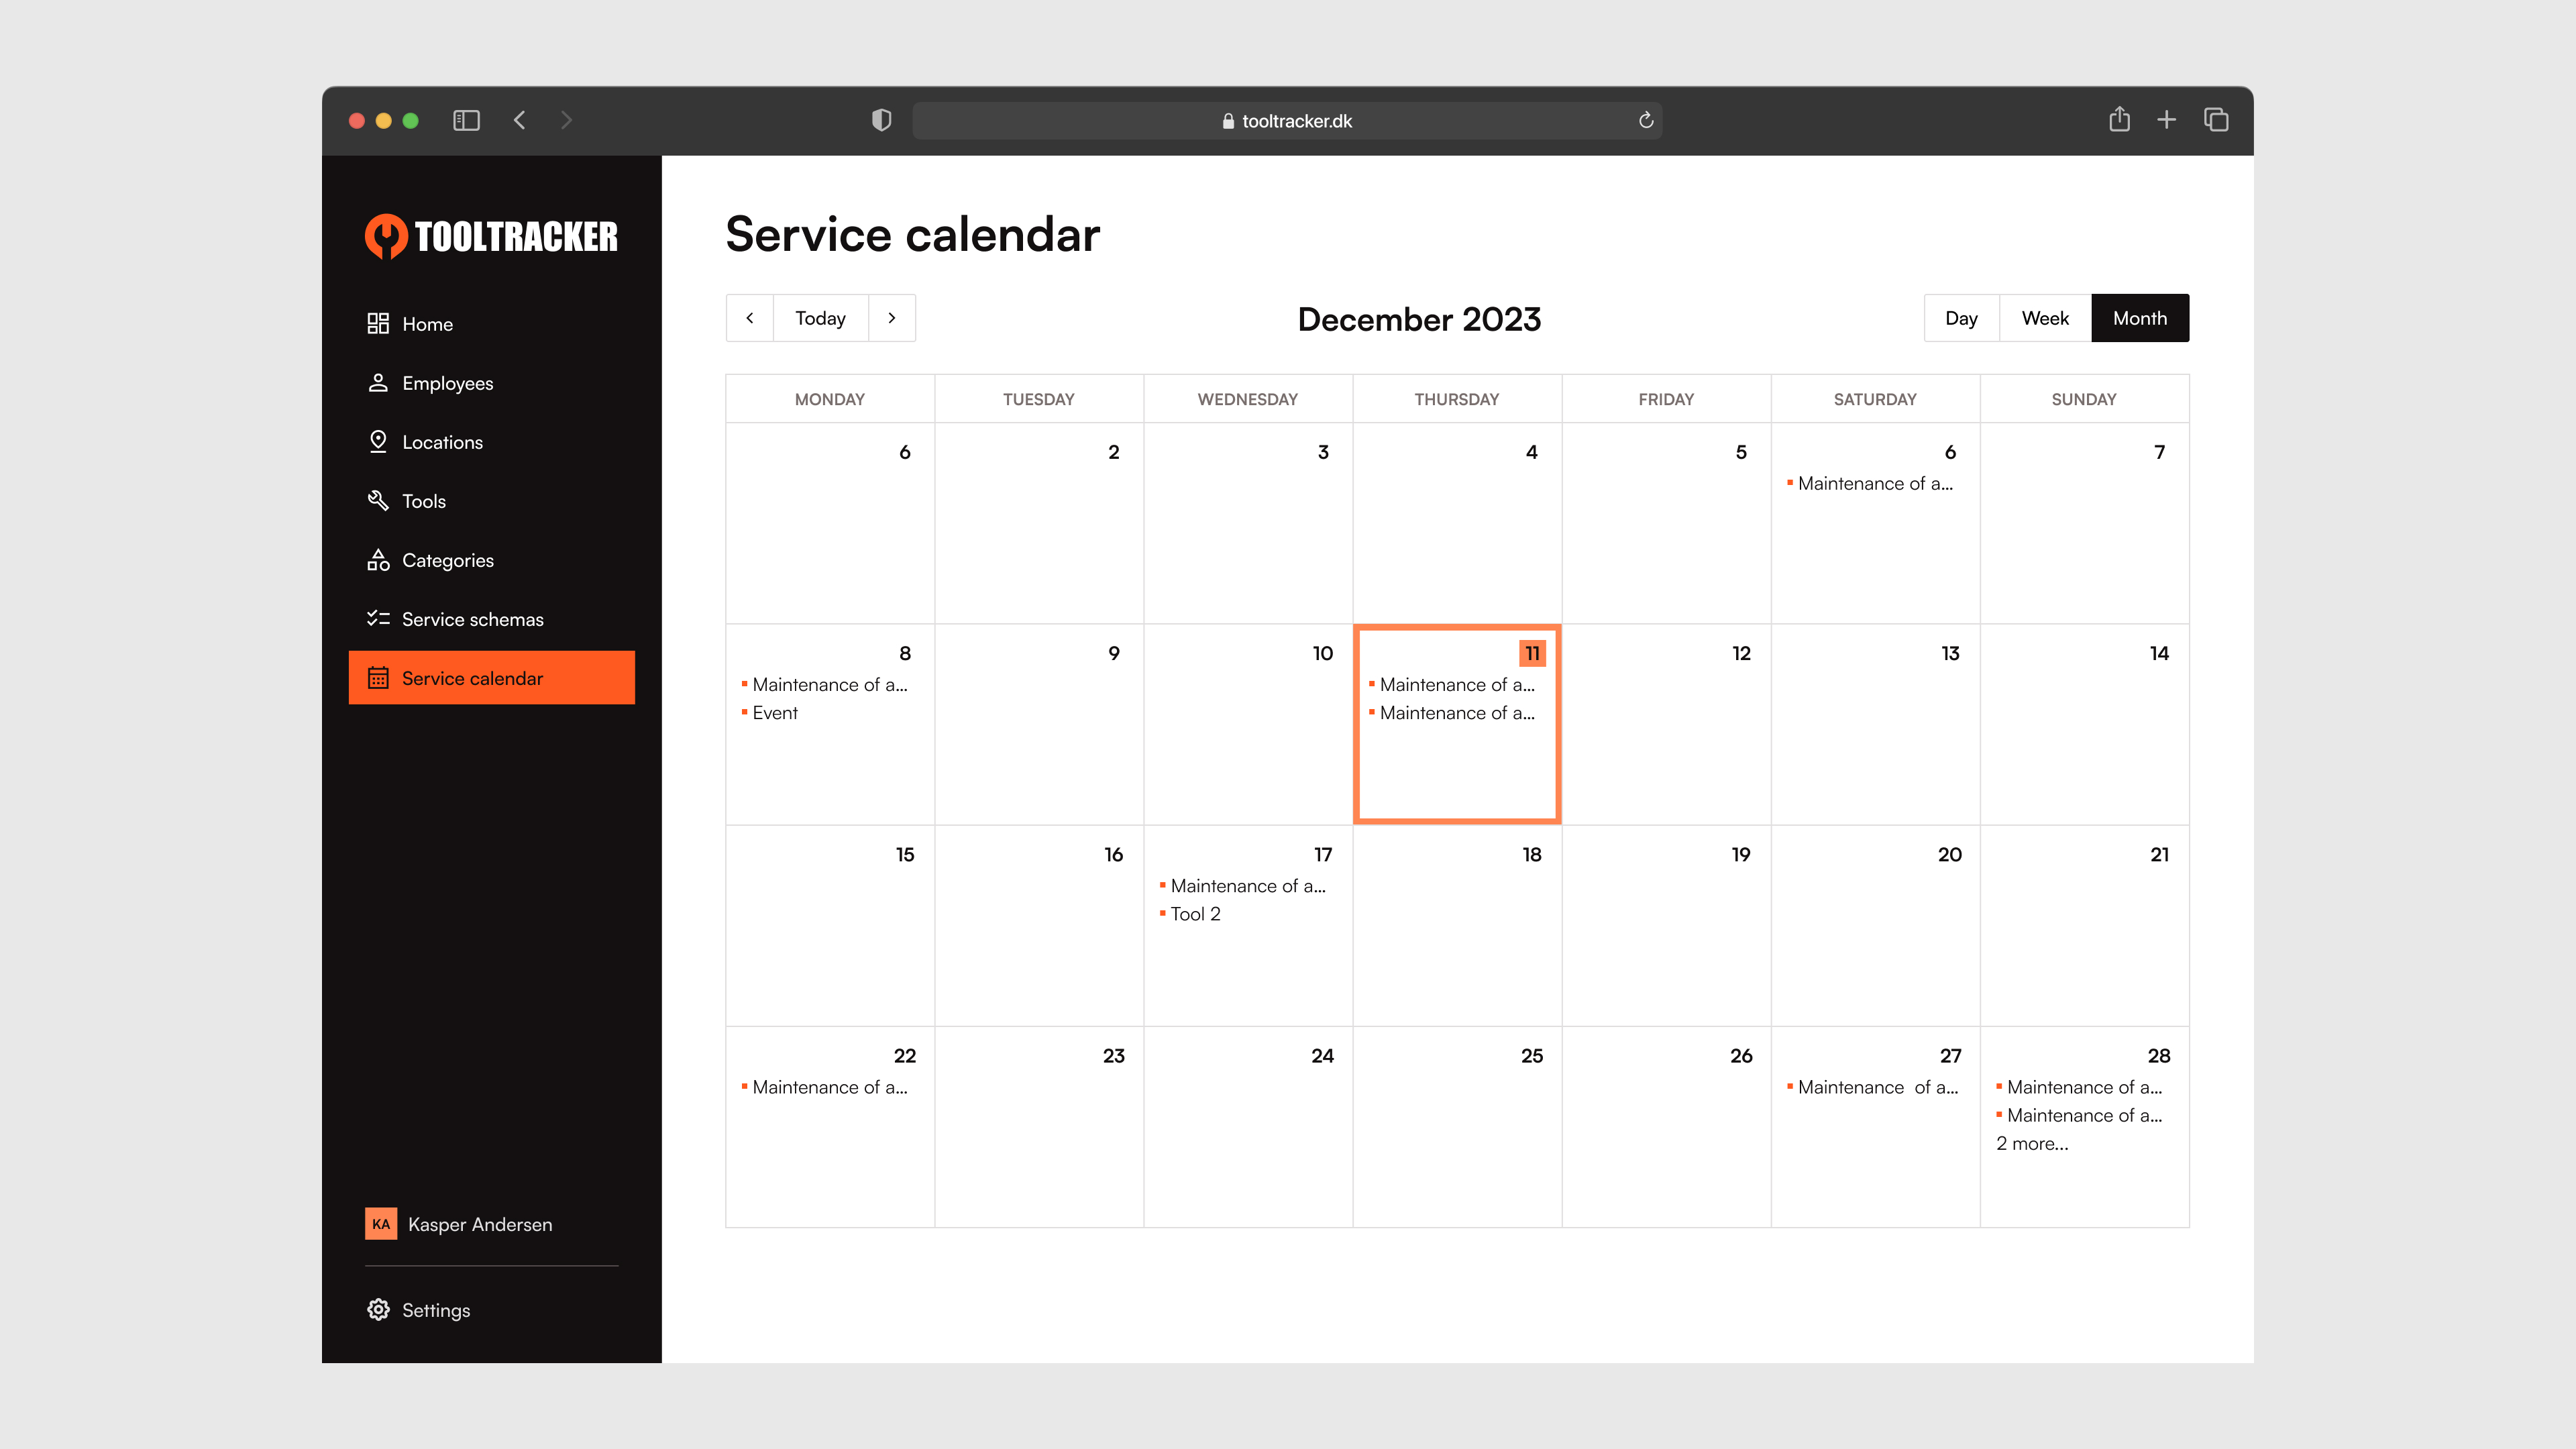 tooltracker.dk
TOOLTRACKER
Home
Employees
Locations
Tools
Categories
Service schemas
Service calendar
KA Kasper Andersen
Settings
Service calendar
Today
December 2023
Day Week Month
MONDAY TUESDAY WEDNESDAY THURSDAY FRIDAY SATURDAY SUNDAY
6 2 3 4 5 6 7
Maintenance of a...
8 9 10 11 12 13 14
Maintenance of a... Maintenance of a...
Event Maintenance of a...
15 16 17 18 19 20 21
Maintenance of a...
Tool 2
22 23 24 25 26 27 28
Maintenance of a... Maintenance of a... Maintenance of a...
Maintenance of a...
2 more...